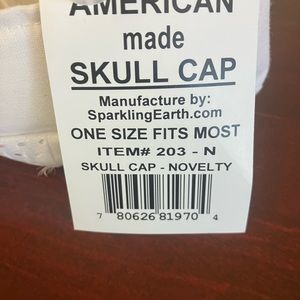 AMERICAN
made
SKULL CAP
Manufacture by:
SparklingEarth.com
ONE SIZE FITS MOST
ITEM# 203 - N
SKULL CAP - NOVELTY
7 80626 81970 4